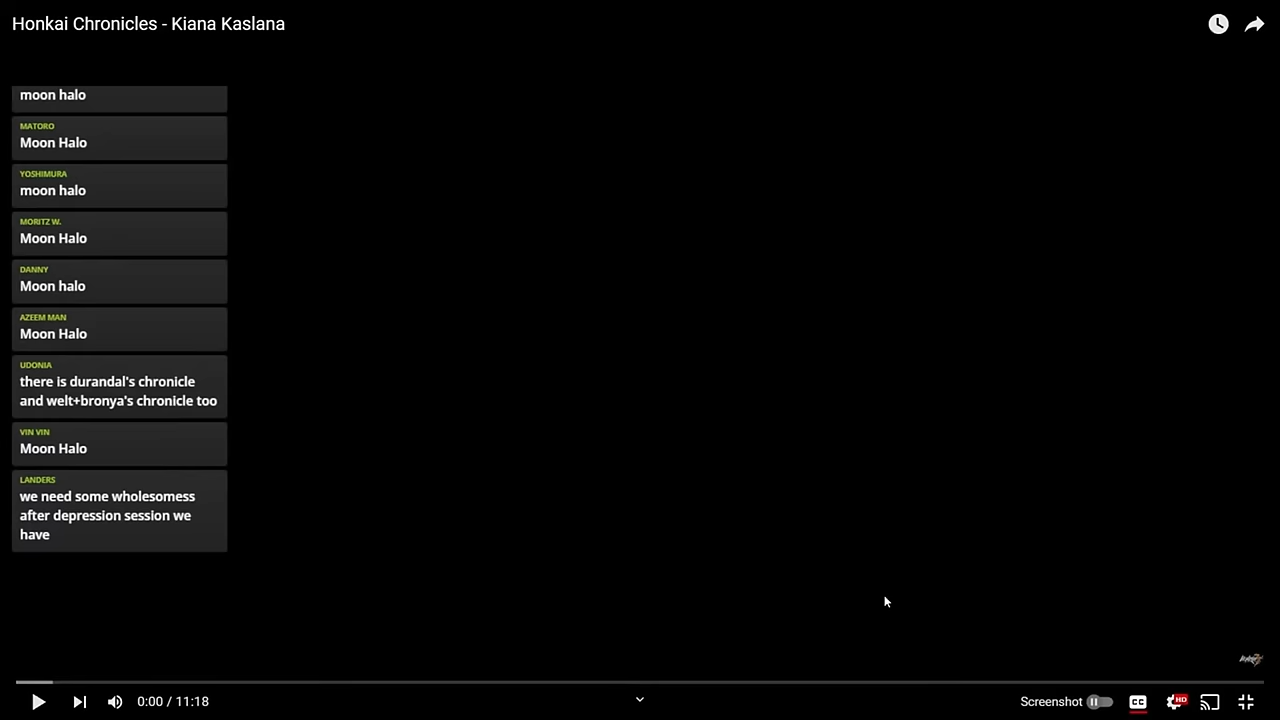 Honkai Chronicles - Kiana Kaslana
moon halo
MATORO
Moon Halo
YOSHIMURA
moon halo
MORITZ W.
Moon Halo
DANNY
Moon halo
AZEEM MAN
Moon Halo
UDONIA
there is durandal's chronicle
and welt+bronya's chronicle too
VIN VIN
Moon Halo
LANDERS
we need some wholesomess
after depression session we
have
0:00 / 11:18
Screenshot
CC
HD